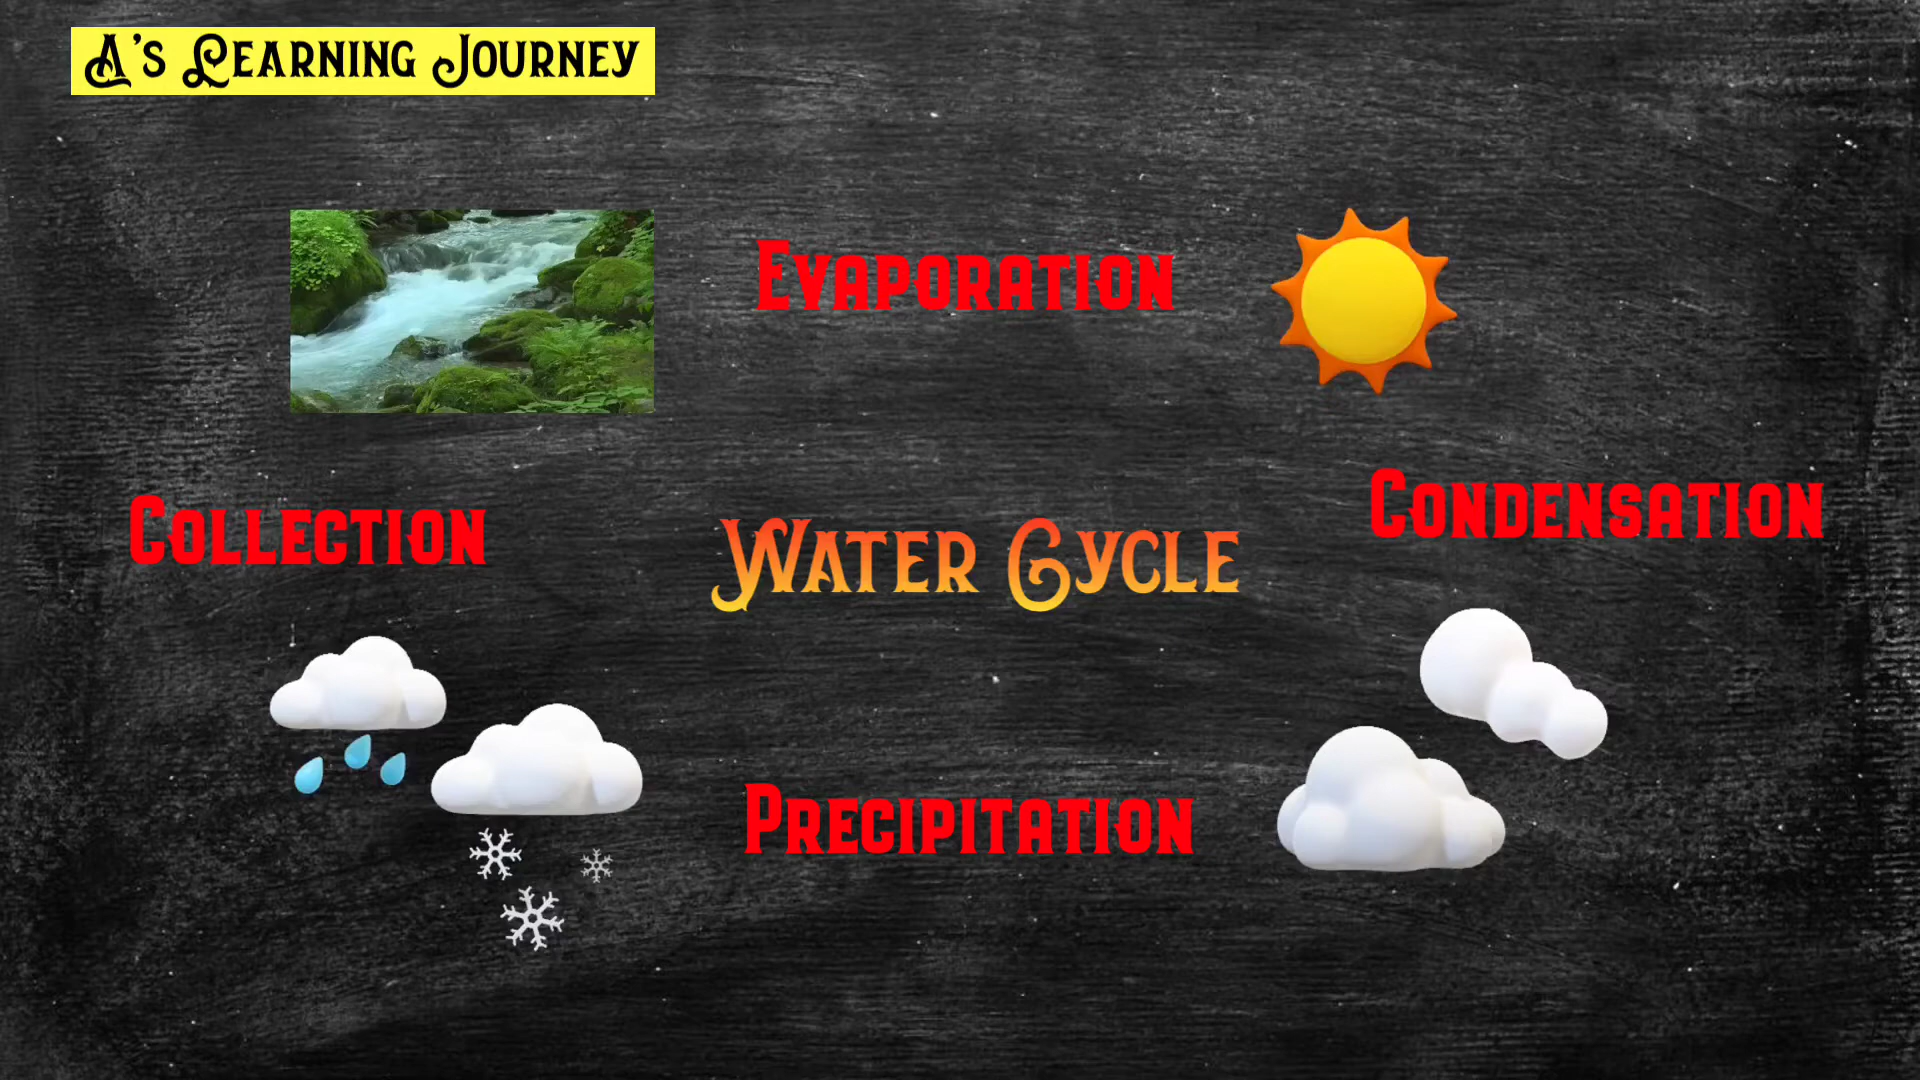 A's Learning Journey
Evaporation
Condensation
Collection
Water Cycle
Precipitation